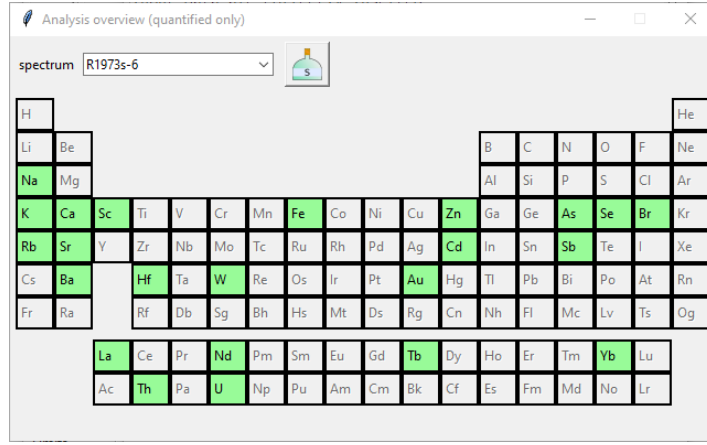 Analysis overview (quantified only)
spectrum R1973s-6
S
H He
Li Be B C N O F Ne
Na Mg Al Si P S Cl Ar
K Ca Sc Ti V Cr Mn Fe Co Ni Cu Zn Ga Ge As Se Br Kr
Rb Sr Y Zr Nb Mo Tc Ru Rh Pd Ag Cd In Sn Sb Te I Xe
Cs Ba Hf Ta W Re Os Ir Pt Au Hg Tl Pb Bi Po At Rn
Fr Ra Rf Db Sg Bh Hs Mt Ds Rg Cn Nh Fl Mc Lv Ts Og
La Ce Pr Nd Pm Sm Eu Gd Tb Dy Ho Er Tm Yb Lu
Ac Th Pa U Np Pu Am Cm Bk Cf Es Fm Md No Lr